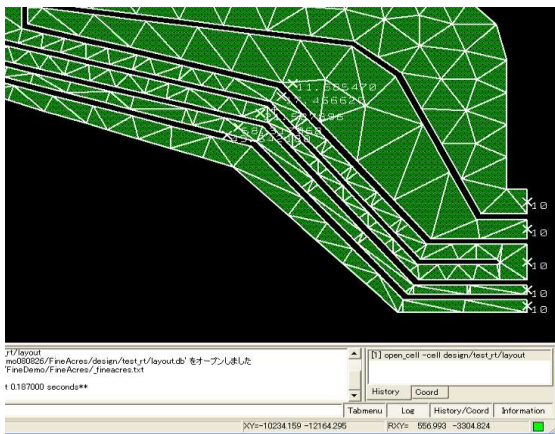 11.505470
10
10
10
10
10
_rt/layout
mo080826/FineAcres/design/test_rt/layout.db' をオープンしました
'FineDemo/FineAcres/_fineacres.txt
t 0.187000 seconds**
[1] open_cell -cell design/test_rt/layout
History Coord
Tabmenu Log History/Coord Information
XY=-10234.159 -12164.295 RXY= 556.993 -3304.824